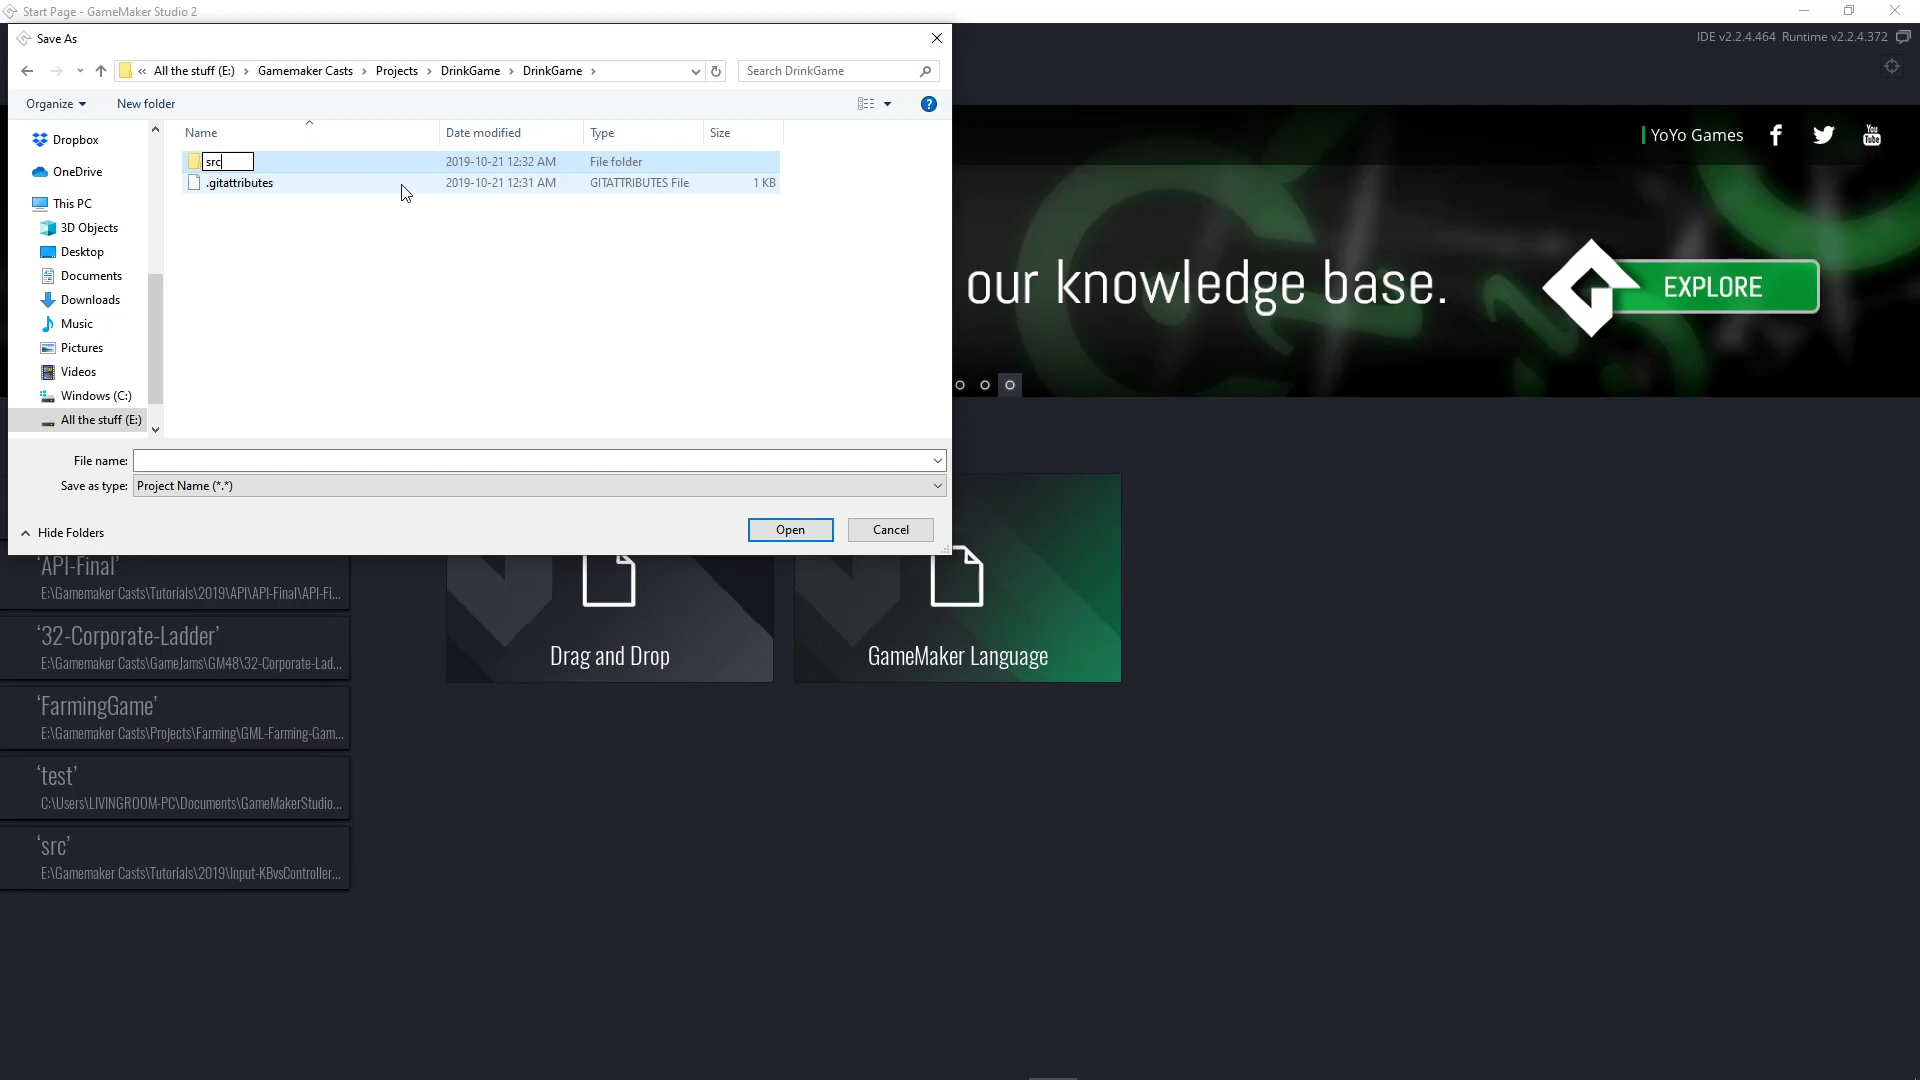 Start Page - GameMaker Studio 2
IDE v2.2.4.464 Runtime v2.2.4.372
Save As
« All the stuff (E:) › Gamemaker Casts › Projects › DrinkGame › DrinkGame ›
Search DrinkGame
Organize
New folder
?
Dropbox
OneDrive
This PC
3D Objects
Desktop
Documents
Downloads
Music
Pictures
Videos
Windows (C:)
All the stuff (E:)
Name Date modified Type Size
src 2019-10-21 12:32 AM File folder
.gitattributes 2019-10-21 12:31 AM GITATTRIBUTES File 1 KB
File name:
Save as type: Project Name (*.*)
Hide Folders
Open
Cancel
YoYo Games
You Tube
our knowledge base.
EXPLORE
'API-Final'
E:\Gamemaker Casts\Tutorials\2019\API\API-Final\API-Fi...
'32-Corporate-Ladder'
E:\Gamemaker Casts\GameJams\GM48\32-Corporate-Lad...
'FarmingGame'
E:\Gamemaker Casts\Projects\Farming\GML-Farming-Gam...
'test'
C:\Users\LIVINGROOM-PC\Documents\GameMakerStudio...
'src'
E:\Gamemaker Casts\Tutorials\2019\Input-KBvsController...
Drag and Drop
GameMaker Language